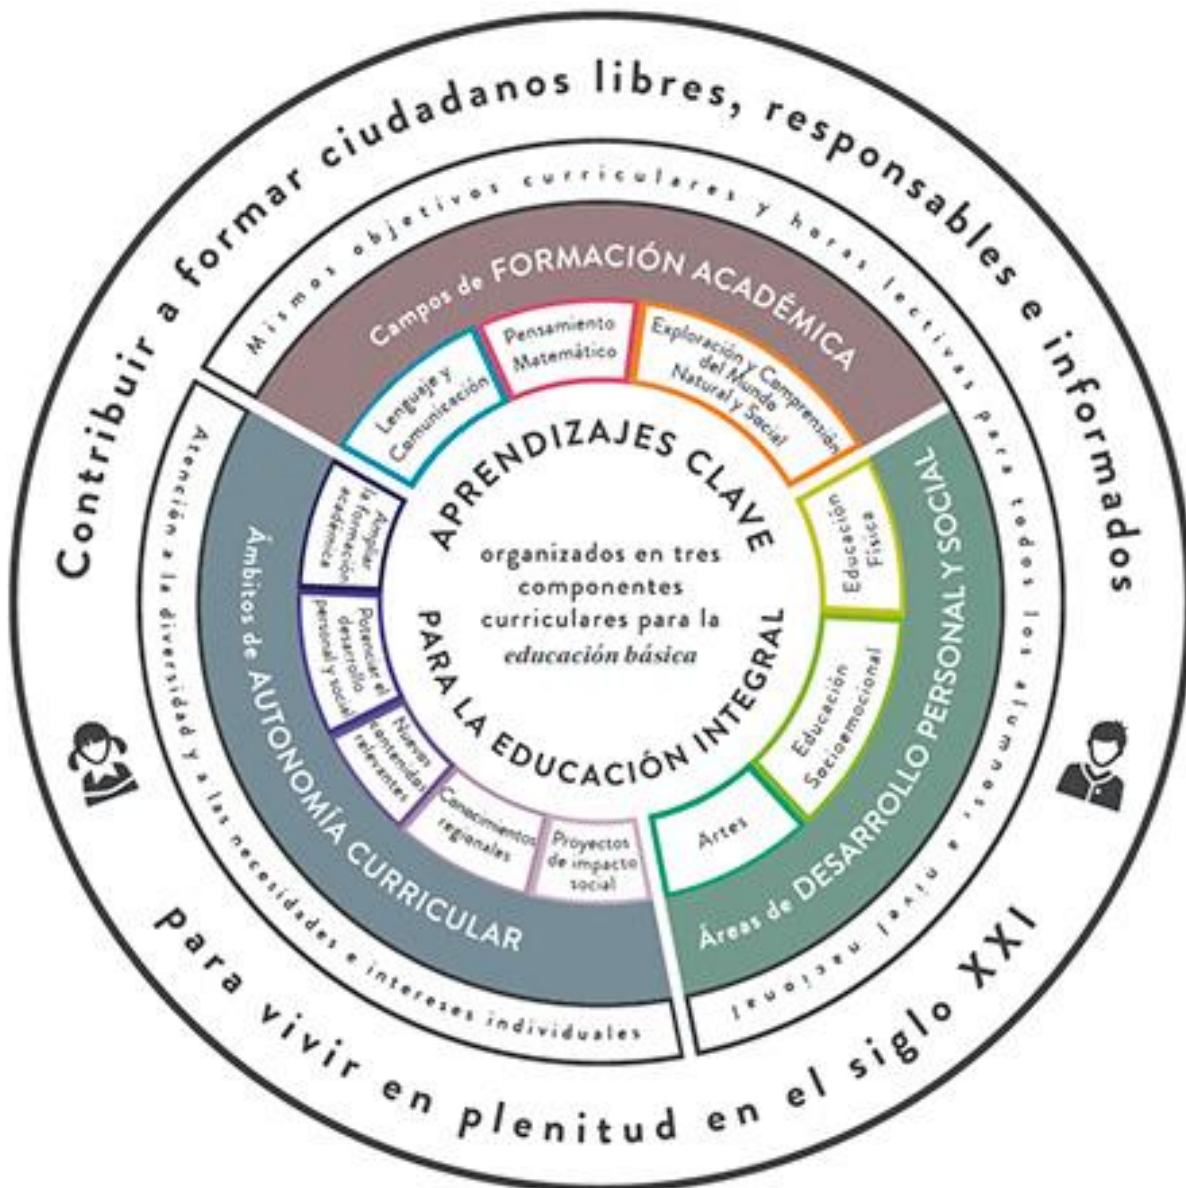 Contribuir a formar ciudadanos libres, responsables e informados
para vivir en plenitud en el siglo XXI
Mismos objetivos curriculares y horas lectivas para todos los alumnos, a nivel nacional
Atención a la diversidad y a las necesidades e intereses individuales
Campos de FORMACIÓN ACADÉMICA
Lenguaje y
Comunicación
Pensamiento
Matemático
Exploración y Comprensión
del Mundo
Natural y Social
Áreas de DESARROLLO PERSONAL Y SOCIAL
Educación
Física
Educación
Socioemocional
Artes
Ámbitos de AUTONOMÍA CURRICULAR
Ampliar
la formación
académica
Potenciar el
desarrollo
personal y social
Nuevos
contenidos
relevantes
Conocimientos
regionales
Proyectos
de impacto
social
APRENDIZAJES CLAVE
organizados en tres
componentes
curriculares para la
educación básica
PARA LA EDUCACIÓN INTEGRAL